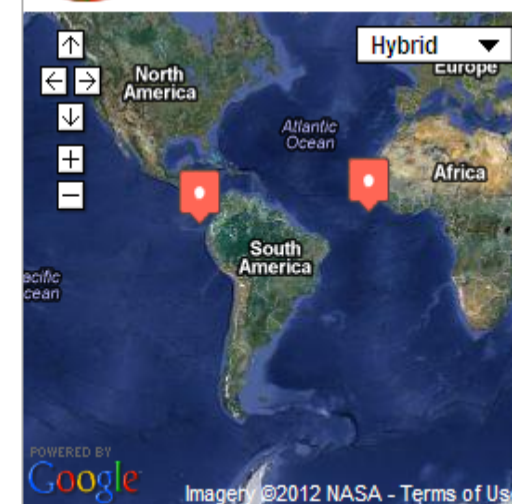 Hybrid
Europe
North
America
Atlantic
Ocean
Africa
South
America
acific
cean
POWERED BY
Google
Imagery ©2012 NASA - Terms of Us